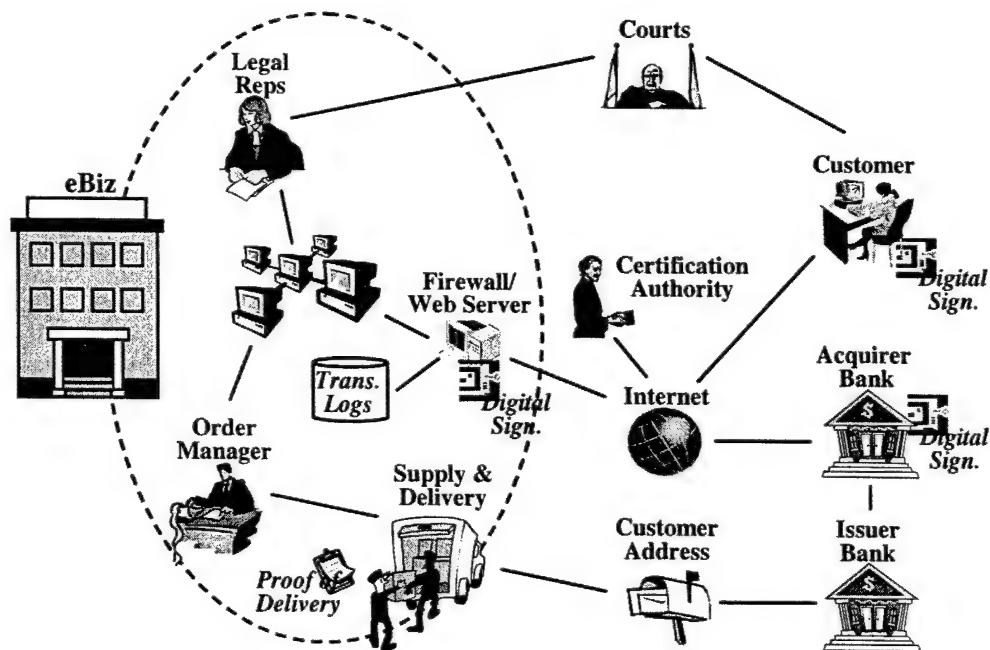 Courts
Legal
Reps
Customer
eBiz
Digital
Sign.
Certification
Authority
Firewall/
Web Server
Trans.
Logs
Digital
Sign.
Internet
Acquirer
Bank
$
Digital
Sign.
Order
Manager
Supply &
Delivery
Proof of
Delivery
Customer
Address
Issuer
Bank
$